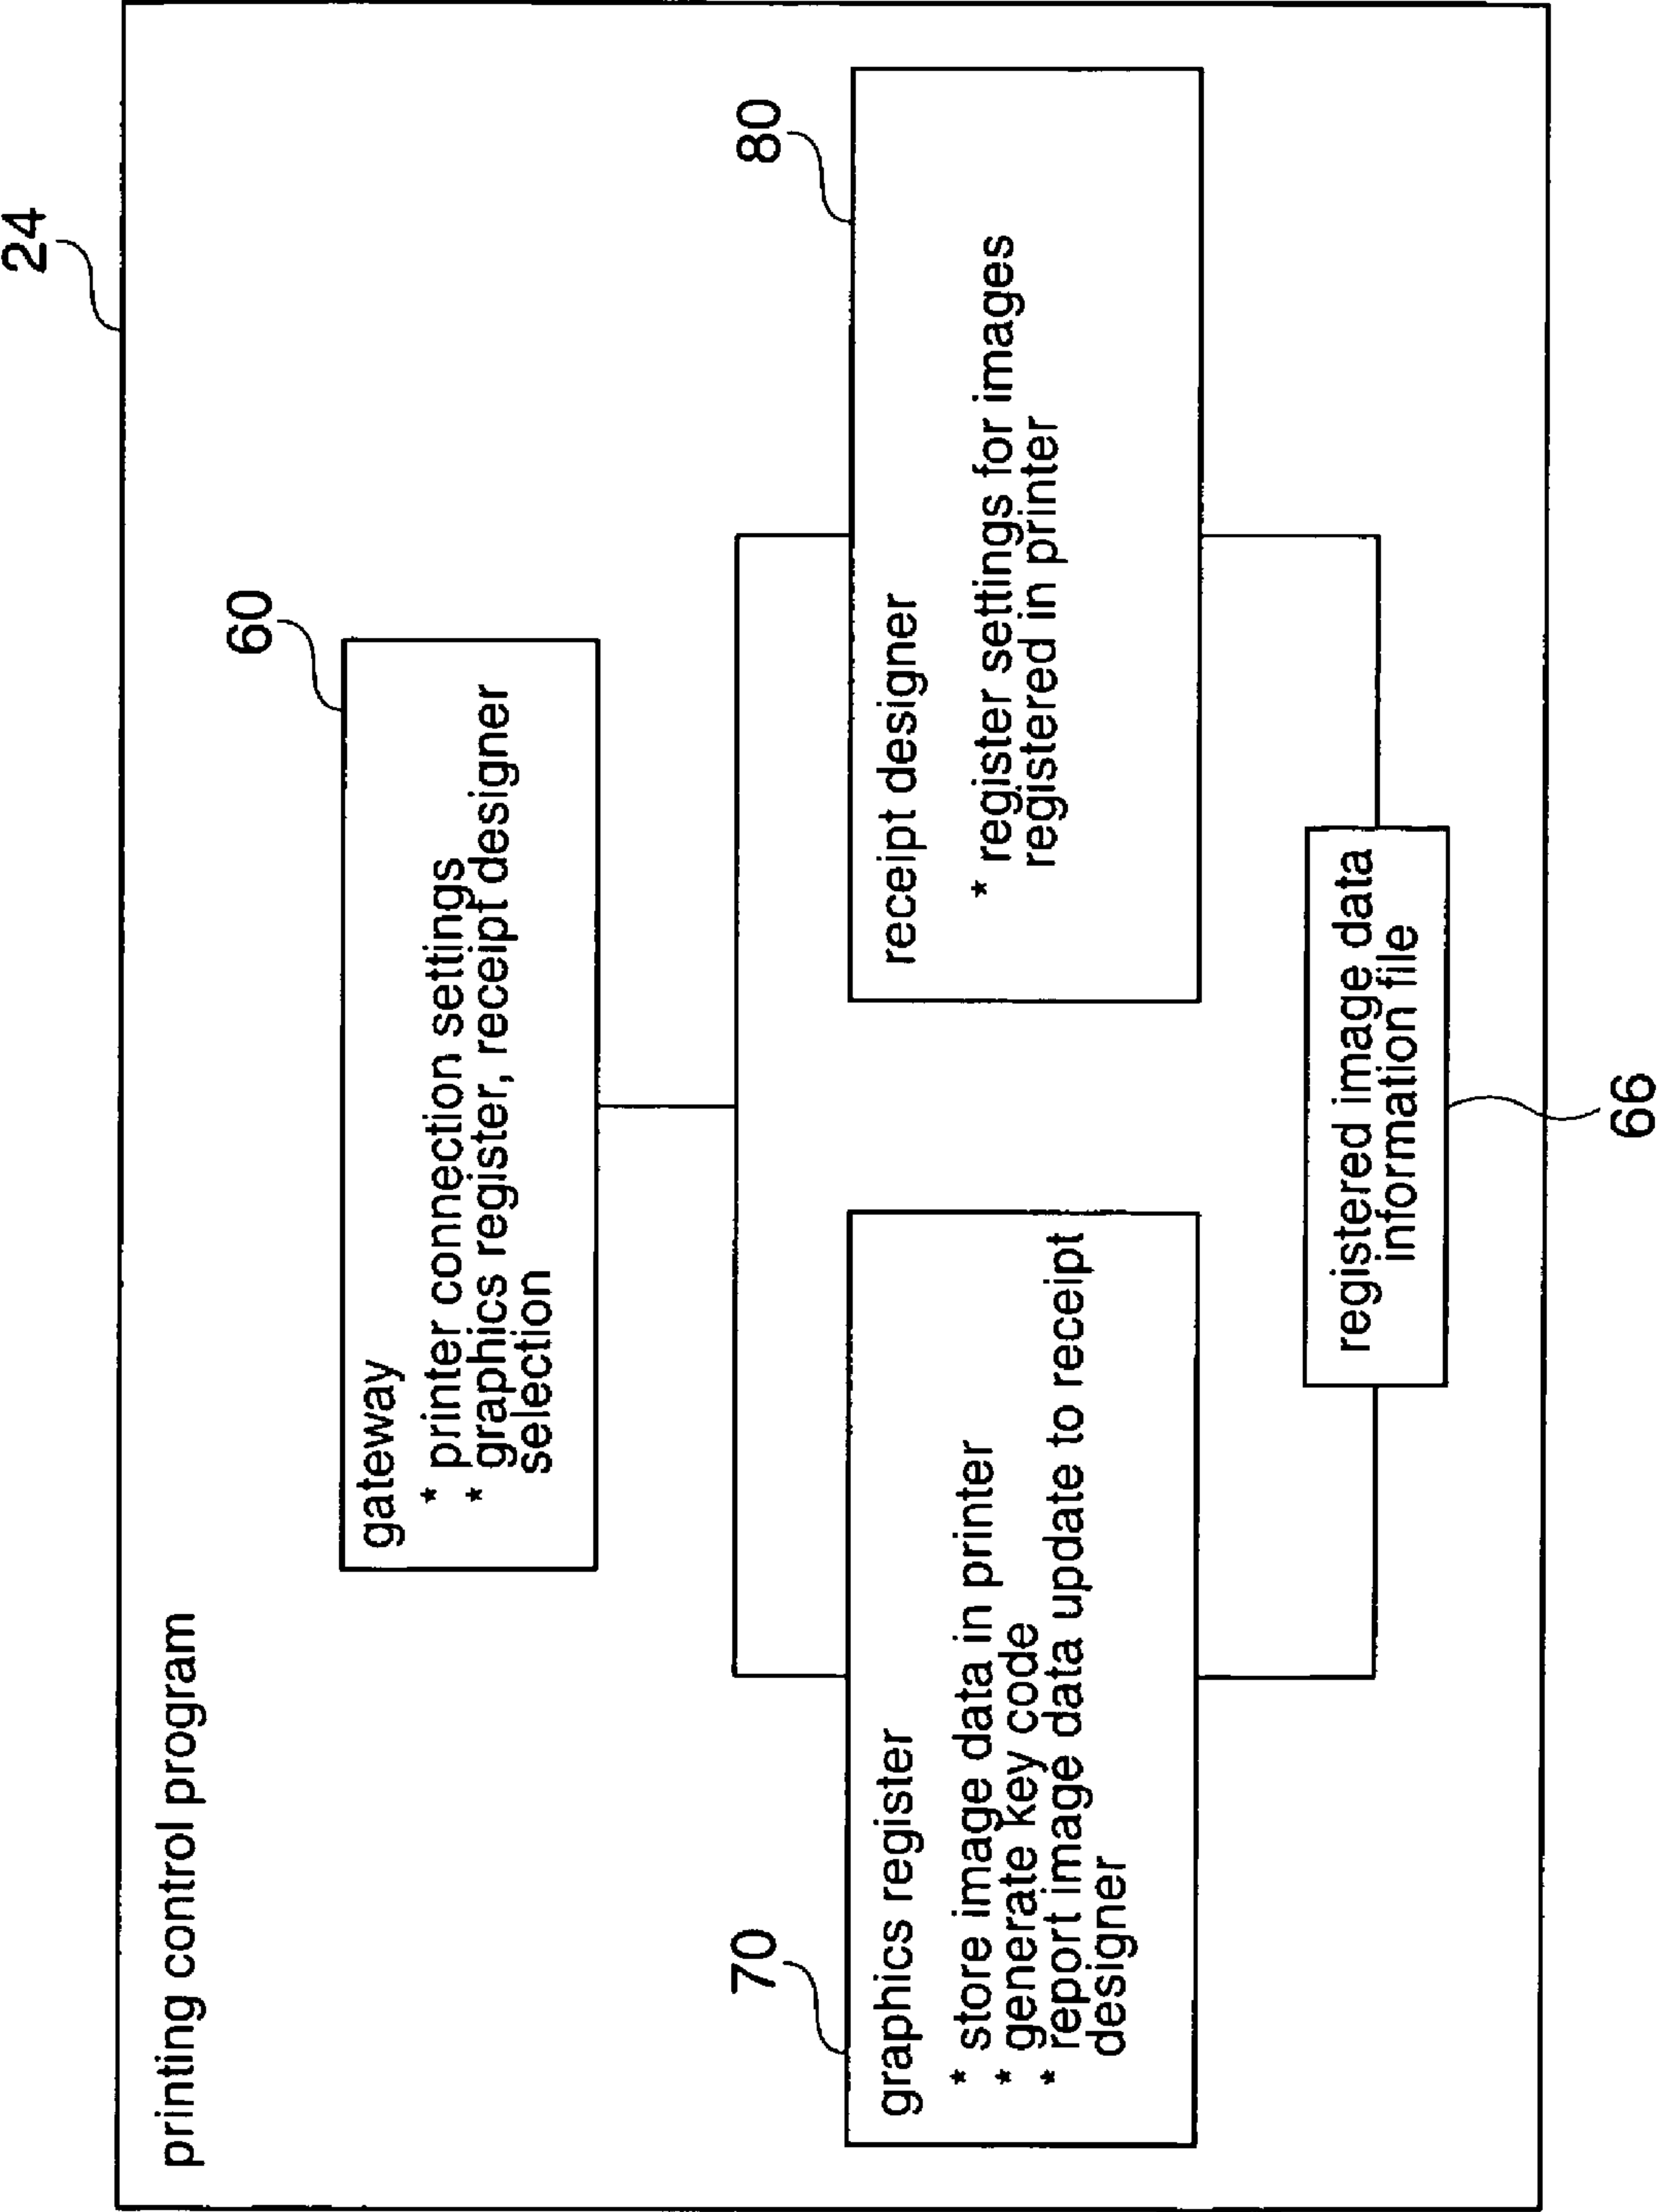 24
printing control program
60
gateway
* printer connection settings
* graphics register, receipt designer
selection
70
graphics register
* store image data in printer
* generate key code
* report image data update to receipt
designer
80
receipt designer
* register settings for images
registered in printer
registered image data
information file
66